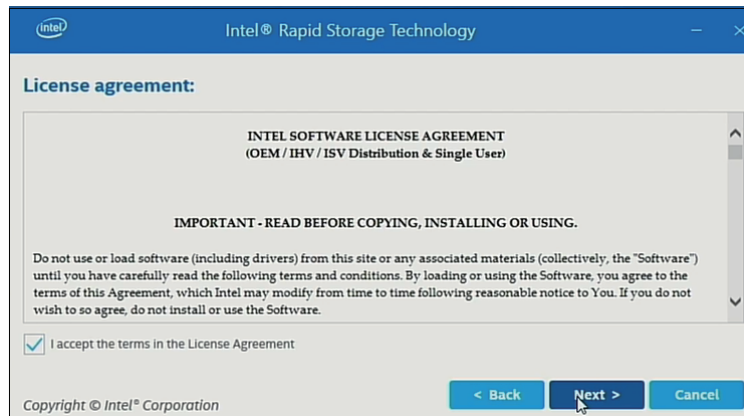 intel
Intel® Rapid Storage Technology
License agreement:
INTEL SOFTWARE LICENSE AGREEMENT
(OEM / IHV / ISV Distribution & Single User)
IMPORTANT - READ BEFORE COPYING, INSTALLING OR USING.
Do not use or load software (including drivers) from this site or any associated materials (collectively, the "Software")
until you have carefully read the following terms and conditions. By loading or using the Software, you agree to the
terms of this Agreement, which Intel may modify from time to time following reasonable notice to You. If you do not
wish to so agree, do not install or use the Software.
I accept the terms in the License Agreement
< Back
Next >
Cancel
Copyright © Intel® Corporation